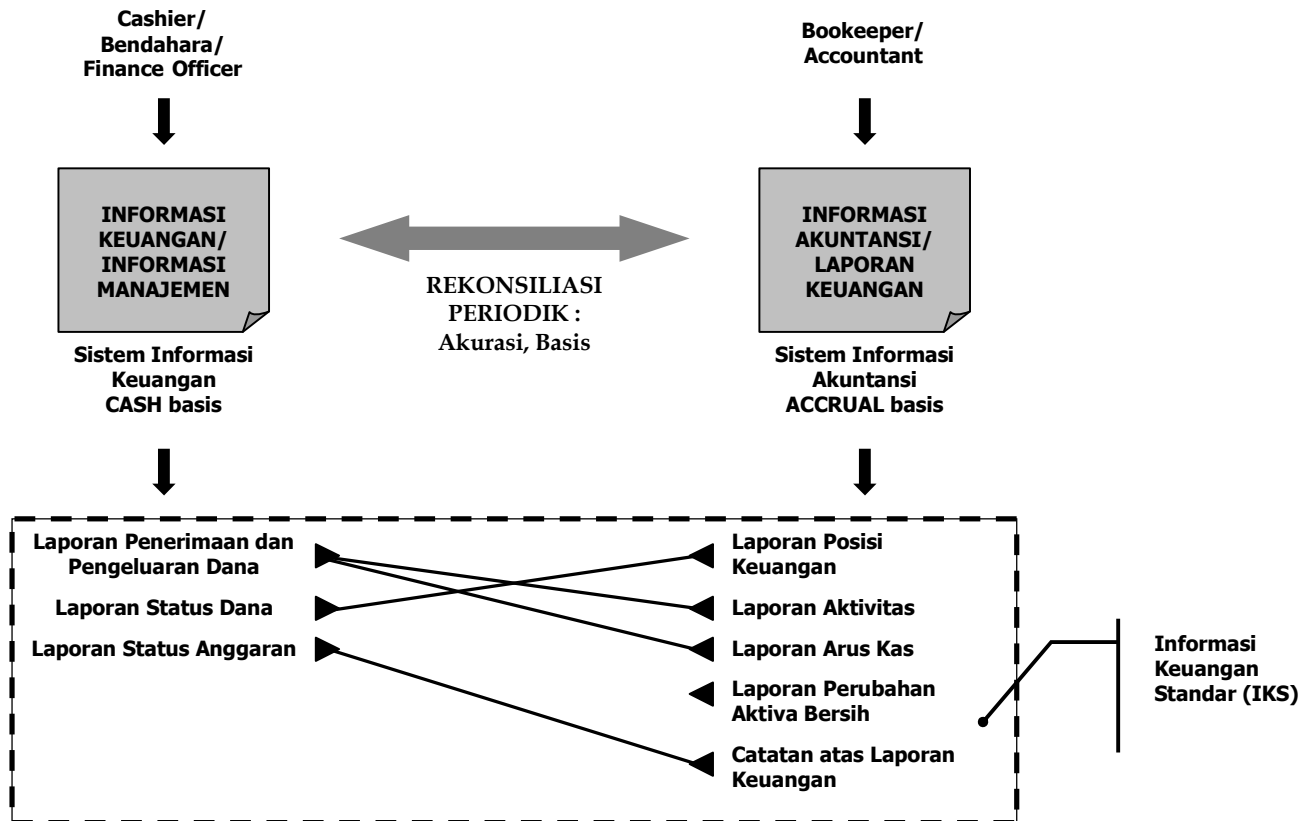 Cashier/
Bendahara/
Finance Officer
Bookeeper/
Accountant
INFORMASI
KEUANGAN/
INFORMASI
MANAJEMEN
REKONSILIASI
PERIODIK :
Akurasi, Basis
INFORMASI
AKUNTANSI/
LAPORAN
KEUANGAN
Sistem Informasi
Keuangan
CASH basis
Sistem Informasi
Akuntansi
ACCRUAL basis
Laporan Penerimaan dan
Pengeluaran Dana
Laporan Status Dana
Laporan Status Anggaran
Laporan Posisi
Keuangan
Laporan Aktivitas
Laporan Arus Kas
Laporan Perubahan
Aktiva Bersih
Catatan atas Laporan
Keuangan
Informasi
Keuangan
Standar (IKS)